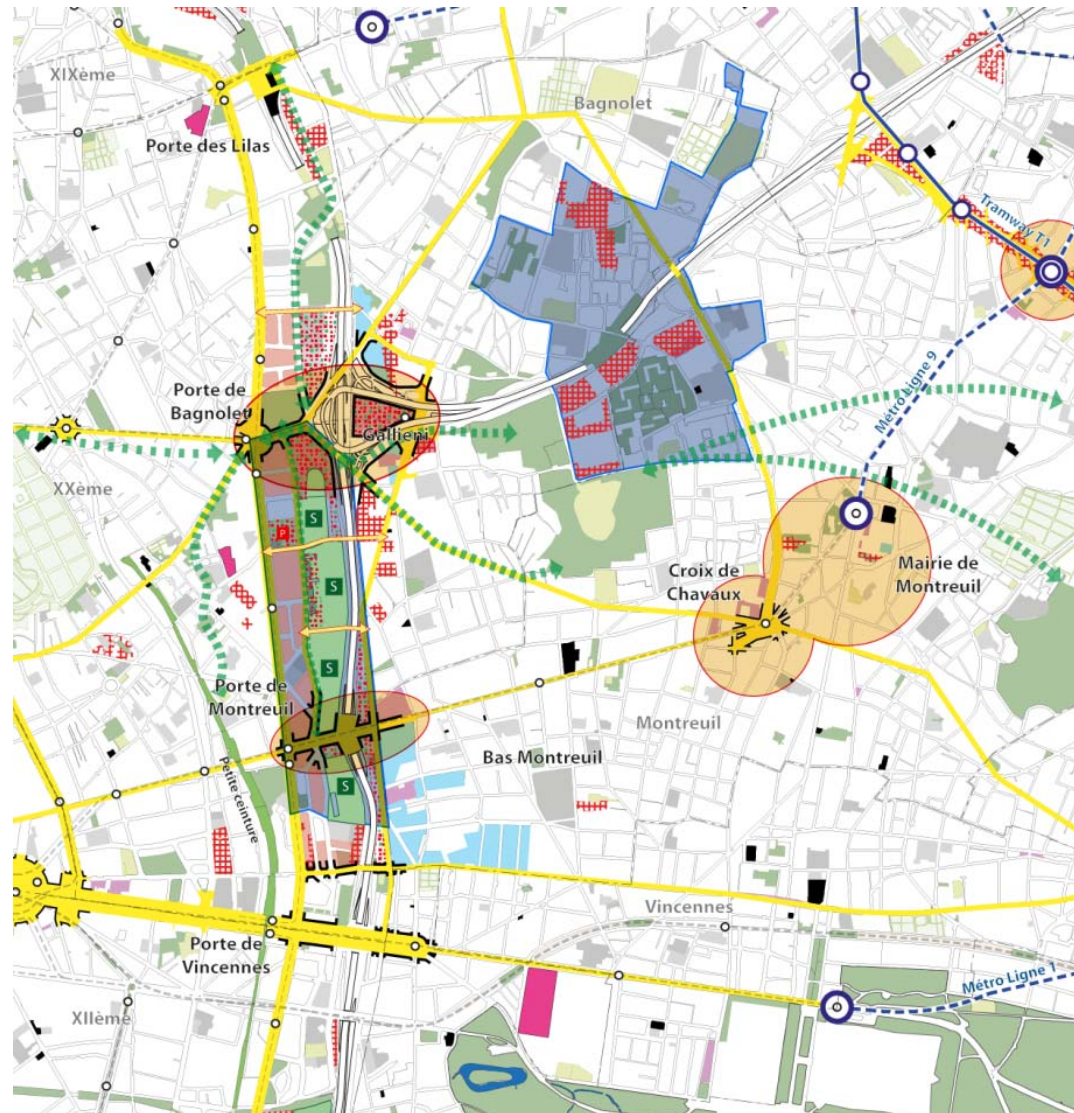 XIXème
Bagnolet
Porte des Lilas
Tramway T1
Porte de
Bagnolet
Gallieni
Métro Ligne 9
XXème
S
P
S
Croix de
Chavaux
Mairie de
Montreuil
S
Porte de
Montreuil
Montreuil
Bas Montreuil
S
Petite ceinture
Vincennes
Porte de
Vincennes
Métro Ligne 1
XIIème